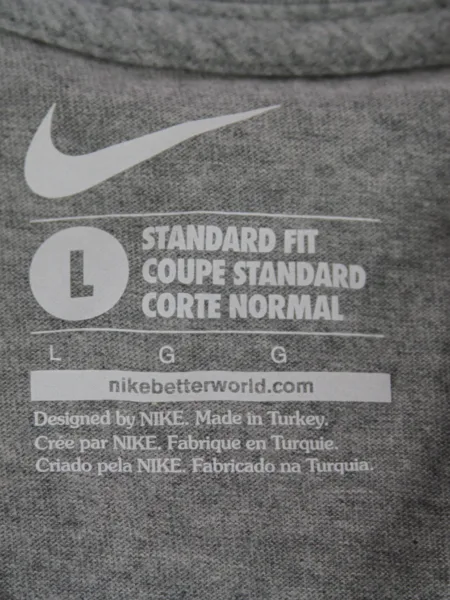 L
STANDARD FIT
COUPE STANDARD
CORTE NORMAL
L G G
nikebetterworld.com
Designed by NIKE. Made in Turkey.
Crée par NIKE. Fabrique en Turquie.
Criado pela NIKE. Fabricado na Turquia.